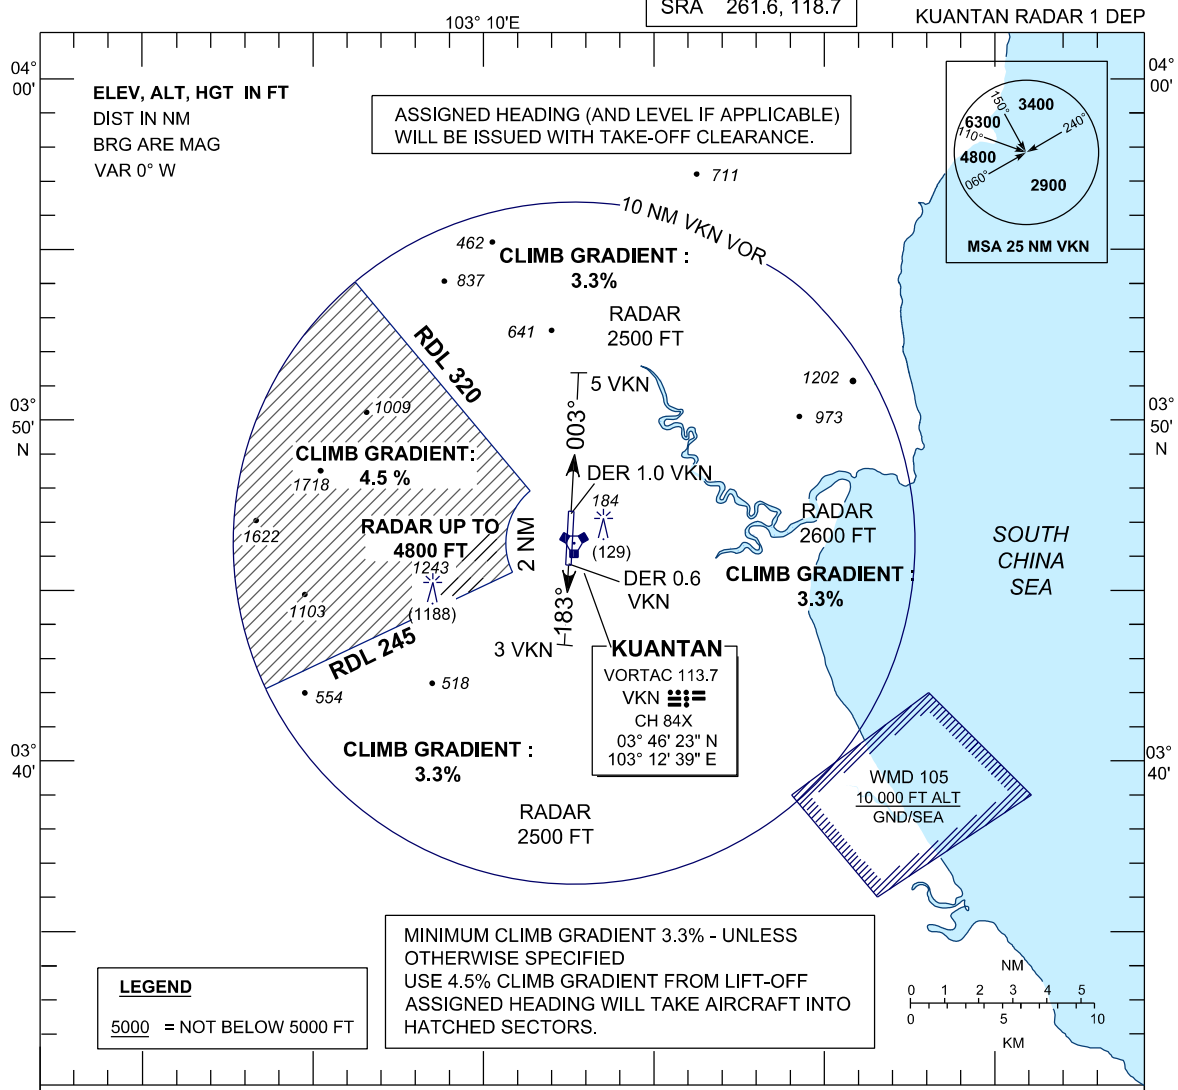 SRA 261.6, 118.7
KUANTAN RADAR 1 DEP
103° 10'E
04° 00'
04° 00'
ELEV, ALT, HGT IN FT
DIST IN NM
BRG ARE MAG
VAR 0° W
ASSIGNED HEADING (AND LEVEL IF APPLICABLE)
WILL BE ISSUED WITH TAKE-OFF CLEARANCE.
150°
3400
6300
110°
240°
4800
060°
2900
MSA 25 NM VKN
711
10 NM VKN VOR
462
CLIMB GRADIENT :
3.3%
837
RADAR
2500 FT
641
RDL 320
5 VKN
1202
973
1009
003°
03° 50' N
03° 50' N
CLIMB GRADIENT:
4.5 %
1718
DER 1.0 VKN
184
(129)
1622
RADAR UP TO
4800 FT
2 NM
RADAR
2600 FT
SOUTH
CHINA
SEA
1243
(1188)
1103
CLIMB GRADIENT :
3.3%
DER 0.6
VKN
183°
3 VKN
RDL 245
KUANTAN
VORTAC 113.7
VKN
CH 84X
03° 46' 23" N
103° 12' 39" E
554
518
CLIMB GRADIENT :
3.3%
03° 40'
03° 40'
WMD 105
10 000 FT ALT
GND/SEA
RADAR
2500 FT
MINIMUM CLIMB GRADIENT 3.3% - UNLESS
OTHERWISE SPECIFIED
USE 4.5% CLIMB GRADIENT FROM LIFT-OFF
ASSIGNED HEADING WILL TAKE AIRCRAFT INTO
HATCHED SECTORS.
LEGEND
5000 = NOT BELOW 5000 FT
NM
0 1 2 3 4 5
0 5 10
KM